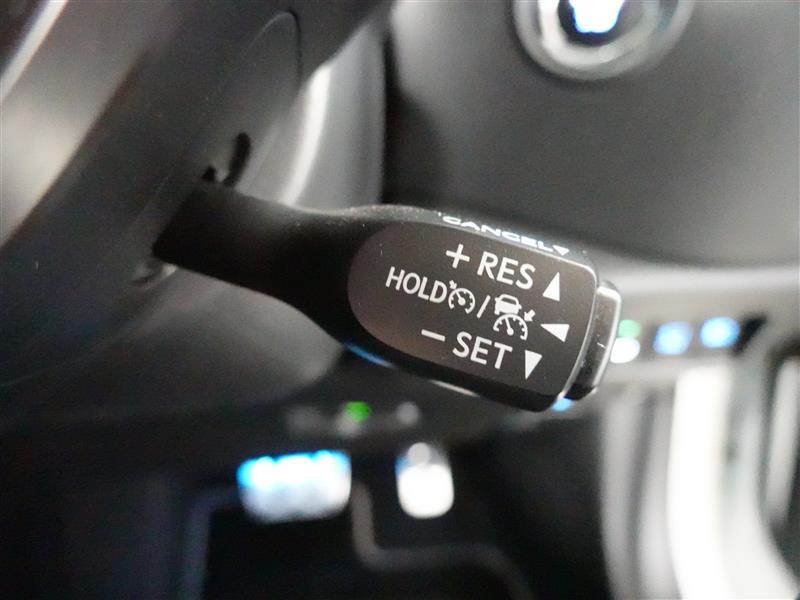 CANCEL
+ RES
HOLD /
− SET